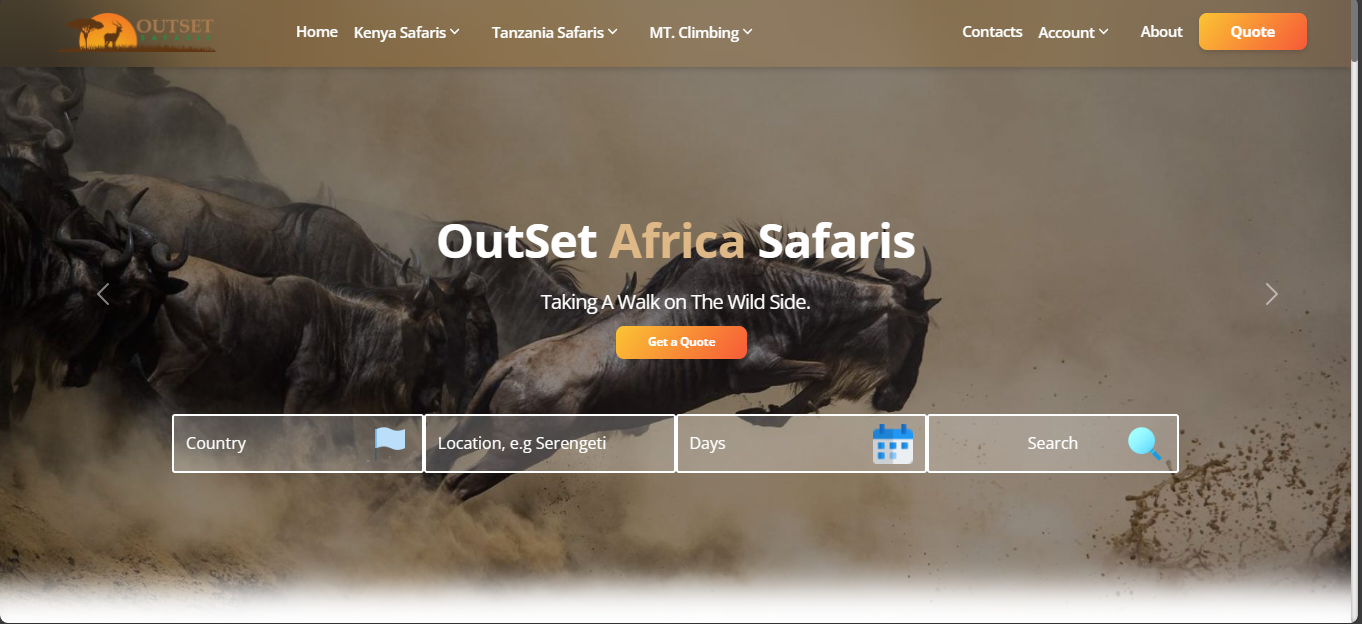 OUTSET
Home Kenya Safaris Tanzania Safaris MT. Climbing Contacts Account About Quote
OutSet Africa Safaris
Taking A Walk on The Wild Side.
Get a Quote
Country Location, e.g Serengeti Days Search